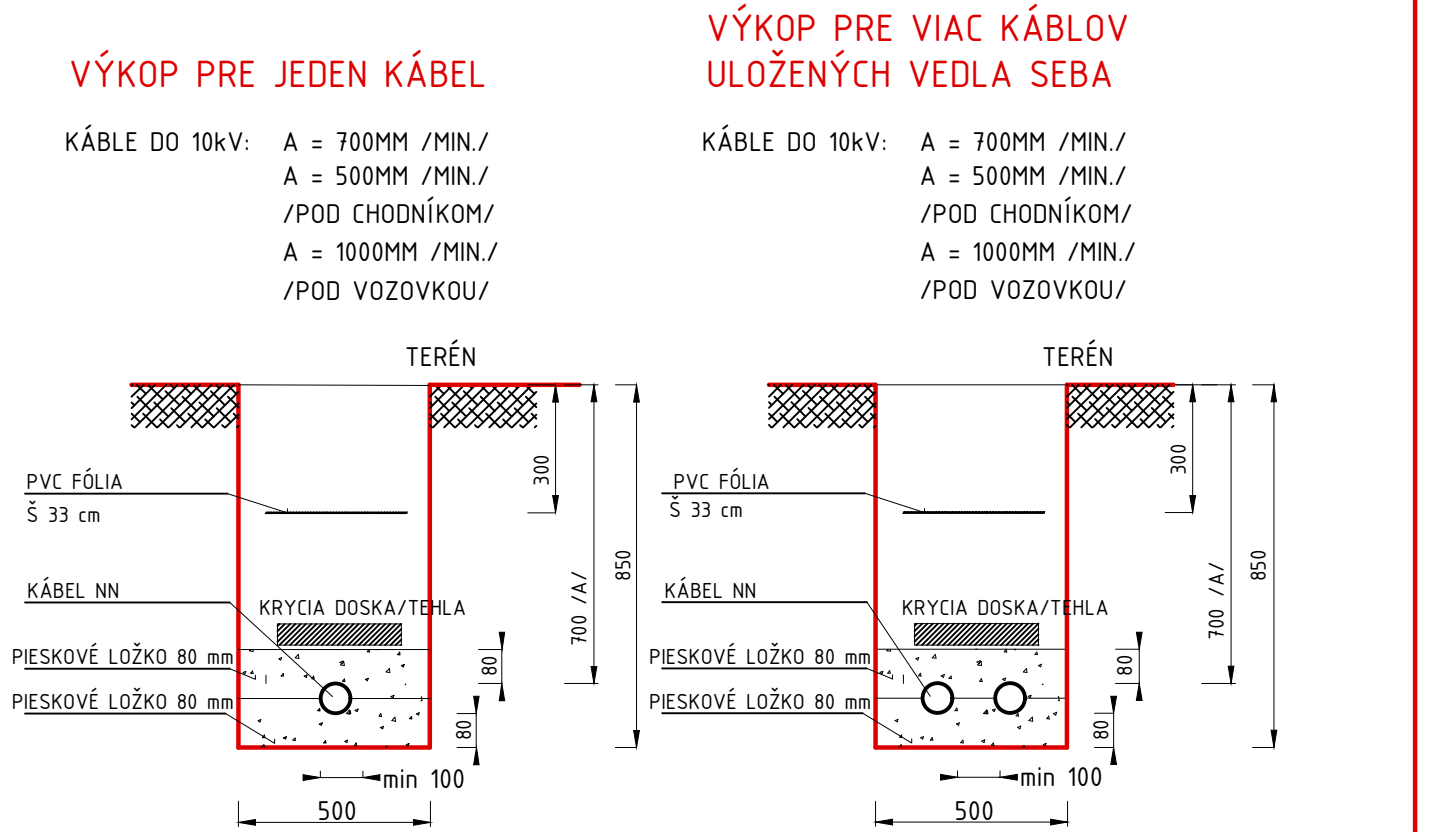 VÝKOP PRE JEDEN KÁBEL
KÁBLE DO 10kV: A = 700MM /MIN./
A = 500MM /MIN./
/POD CHODNÍKOM/
A = 1000MM /MIN./
/POD VOZOVKOU/
TERÉN
PVC FÓLIA
Š 33 cm
300
KÁBEL NN
KRYCIA DOSKA/TEHLA
700 /A/
850
PIESKOVÉ LOŽKO 80 mm
80
PIESKOVÉ LOŽKO 80 mm
80
min 100
500
VÝKOP PRE VIAC KÁBLOV
ULOŽENÝCH VEDLA SEBA
KÁBLE DO 10kV: A = 700MM /MIN./
A = 500MM /MIN./
/POD CHODNÍKOM/
A = 1000MM /MIN./
/POD VOZOVKOU/
TERÉN
PVC FÓLIA
Š 33 cm
300
KÁBEL NN
KRYCIA DOSKA/TEHLA
700 /A/
850
PIESKOVÉ LOŽKO 80 mm
80
PIESKOVÉ LOŽKO 80 mm
80
min 100
500